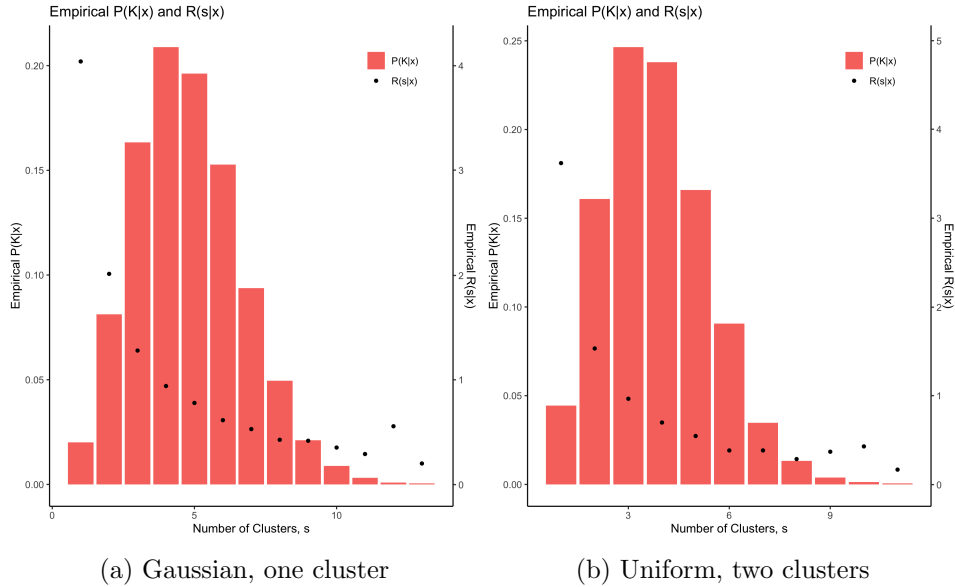 Empirical P(K|x) and R(s|x)
0.20
0.15
0.10
0.05
0.00
Empirical P(K|x)
4
3
2
1
0
Empirical R(s|x)
P(K|x)
R(s|x)
0
5
10
Number of Clusters, s
(a) Gaussian, one cluster
Empirical P(K|x) and R(s|x)
0.25
0.20
0.15
0.10
0.05
0.00
Empirical P(K|x)
5
4
3
2
1
0
Empirical R(s|x)
P(K|x)
R(s|x)
3
6
9
Number of Clusters, s
(b) Uniform, two clusters